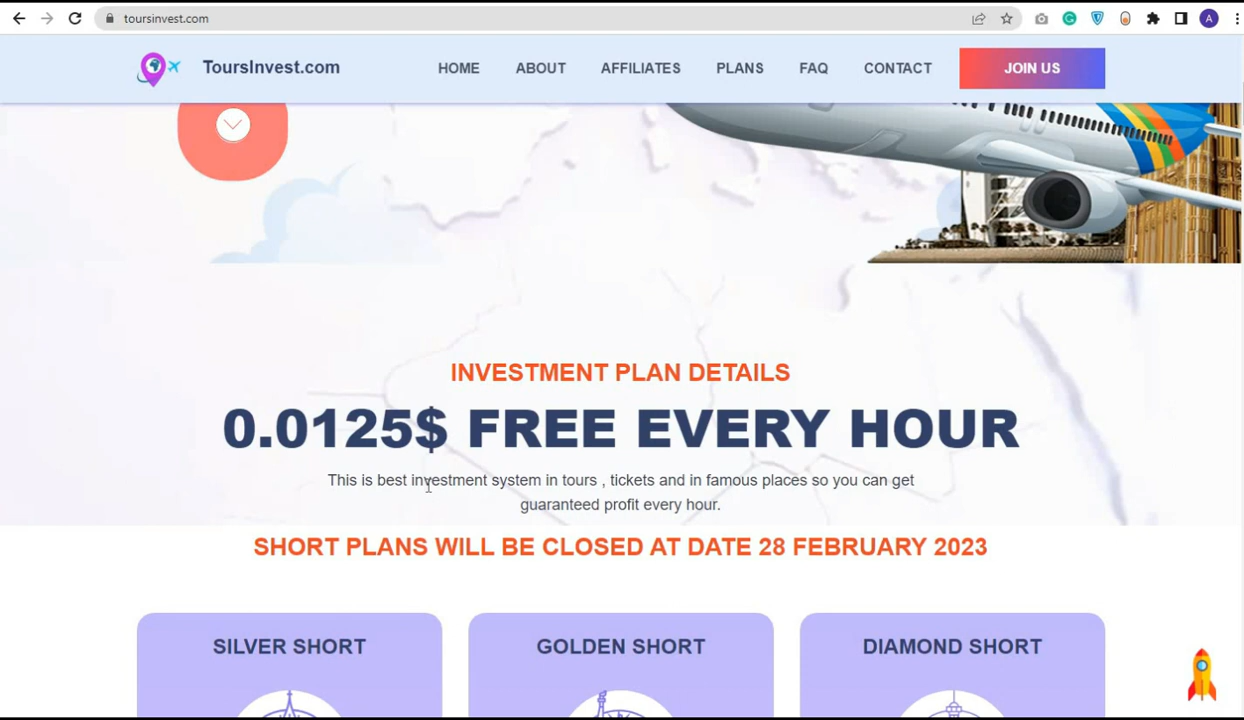 toursinvest.com
A
ToursInvest.com
HOME
ABOUT
AFFILIATES
PLANS
FAQ
CONTACT
JOIN US
INVESTMENT PLAN DETAILS
0.0125$ FREE EVERY HOUR
This is best investment system in tours , tickets and in famous places so you can get
guaranteed profit every hour.
SHORT PLANS WILL BE CLOSED AT DATE 28 FEBRUARY 2023
SILVER SHORT
GOLDEN SHORT
DIAMOND SHORT